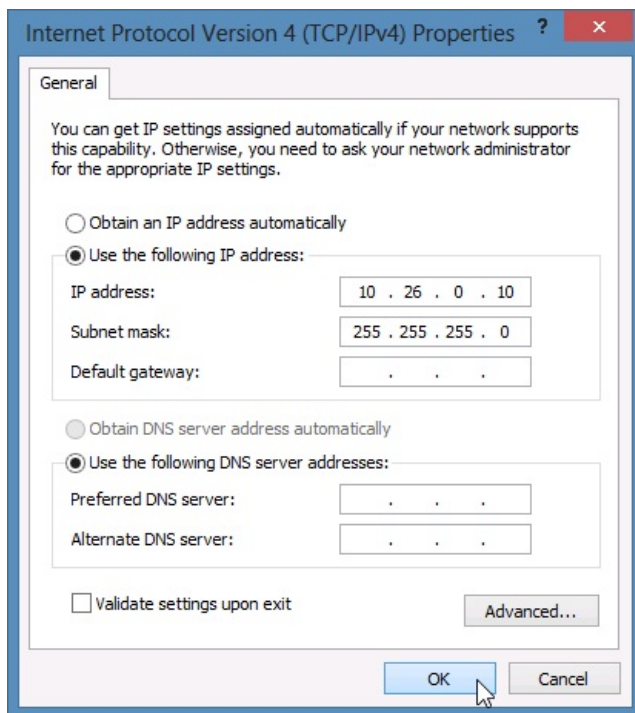 Internet Protocol Version 4 (TCP/IPv4) Properties ? ×
General
You can get IP settings assigned automatically if your network supports
this capability. Otherwise, you need to ask your network administrator
for the appropriate IP settings.
Obtain an IP address automatically
Use the following IP address:
IP address: 10 . 26 . 0 . 10
Subnet mask: 255 . 255 . 255 . 0
Default gateway: . . .
Obtain DNS server address automatically
Use the following DNS server addresses:
Preferred DNS server: . . .
Alternate DNS server: . . .
Validate settings upon exit
Advanced...
OK Cancel